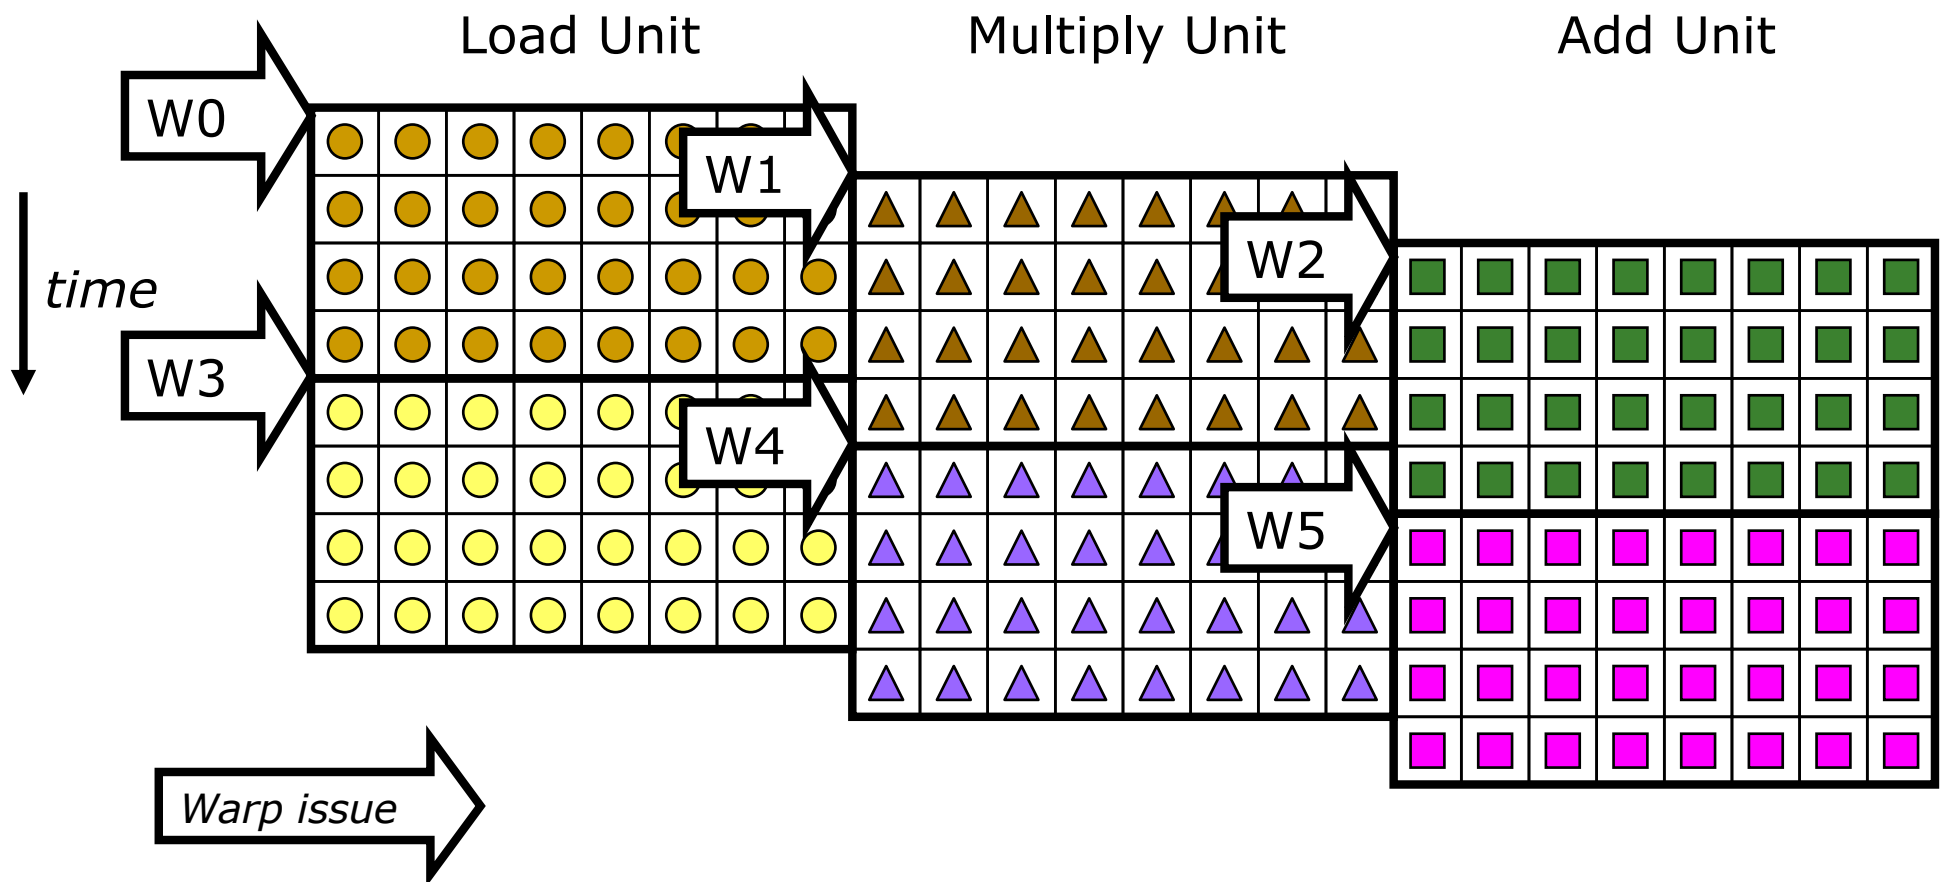 Load Unit
Multiply Unit
Add Unit
W0
W1
W2
time
W3
W4
W5
Warp issue